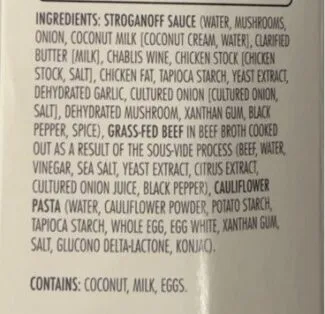 INGREDIENTS: STROGANOFF SAUCE (WATER, MUSHROOMS,
ONION, COCONUT MILK [COCONUT CREAM, WATER], CLARIFIED
BUTTER [MILK], CHABLIS WINE, CHICKEN STOCK [CHICKEN
STOCK, SALT], CHICKEN FAT, TAPIOCA STARCH, YEAST EXTRACT,
DEHYDRATED GARLIC, CULTURED ONION [CULTURED ONION,
SALT], DEHYDRATED MUSHROOM, XANTHAN GUM, BLACK
PEPPER, SPICE), GRASS-FED BEEF IN BEEF BROTH COOKED
OUT AS A RESULT OF THE SOUS-VIDE PROCESS (BEEF, WATER,
VINEGAR, SEA SALT, YEAST EXTRACT, CITRUS EXTRACT,
CULTURED ONION JUICE, BLACK PEPPER), CAULIFLOWER
PASTA (WATER, CAULIFLOWER POWDER, POTATO STARCH,
TAPIOCA STARCH, WHOLE EGG, EGG WHITE, XANTHAN GUM,
SALT, GLUCONO DELTA-LACTONE, KONJAC).
CONTAINS: COCONUT, MILK, EGGS.